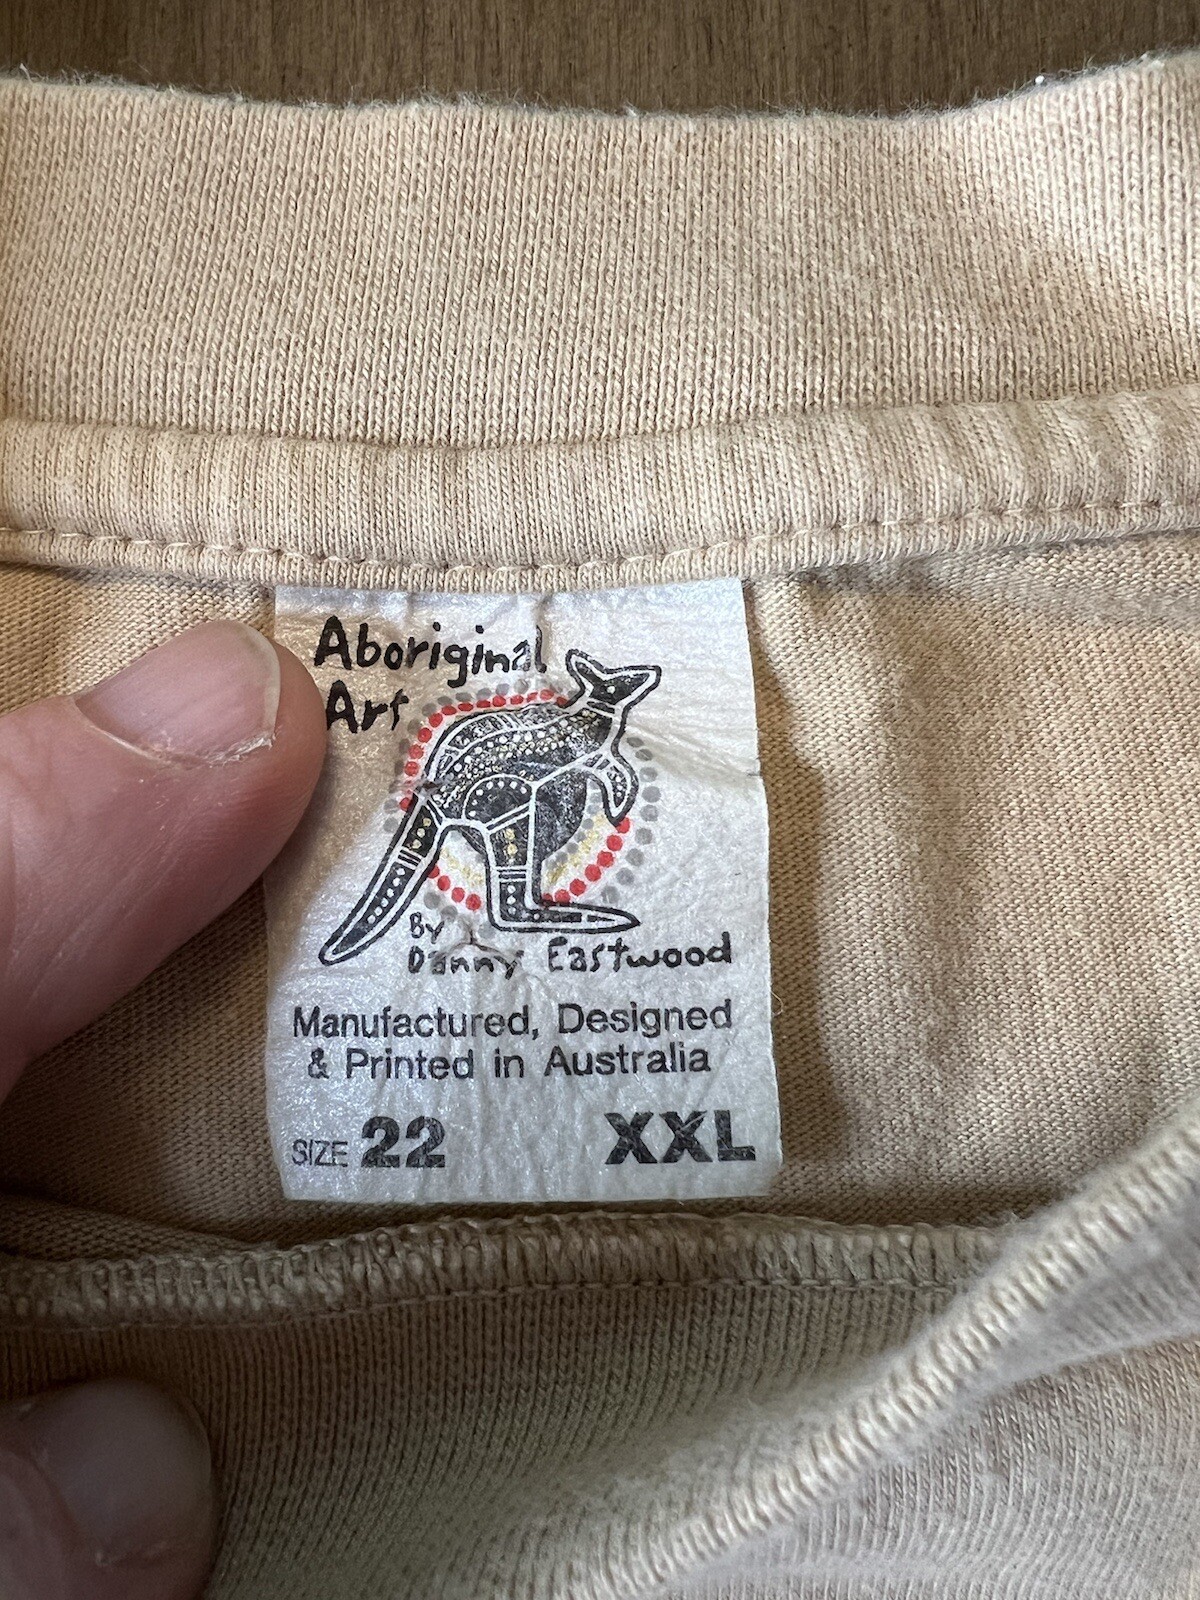 Aboriginal
Art
By
Danny Eastwood
Manufactured, Designed
& Printed in Australia
SIZE 22 XXL